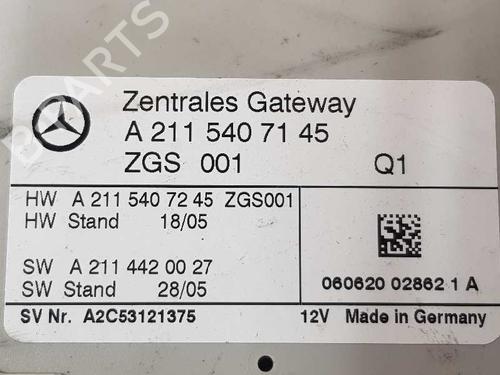 B-PARTS
Zentrales Gateway
A 211 540 71 45
ZGS 001 Q1
HW A 211 540 72 45 ZGS001
HW Stand 18/05
SW A 211 442 00 27
SW Stand 28/05
060620 02862 1 A
SV Nr. A2C53121375 12V Made in Germany